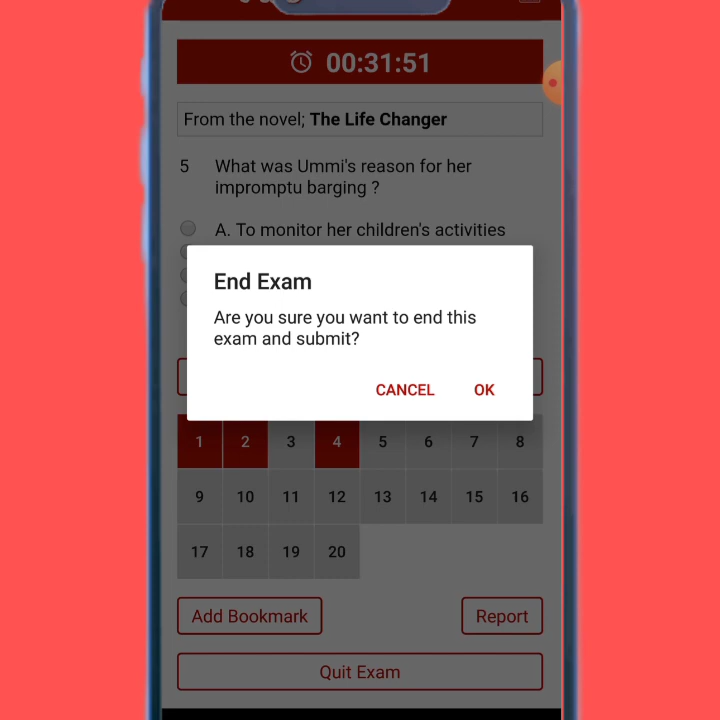 00:31:51
From the novel; The Life Changer
5 What was Ummi's reason for her
impromptu barging ?
A. To monitor her children's activities
End Exam
Are you sure you want to end this
exam and submit?
CANCEL OK
1 2 3 4 5 6 7 8
9 10 11 12 13 14 15 16
17 18 19 20
Add Bookmark Report
Quit Exam